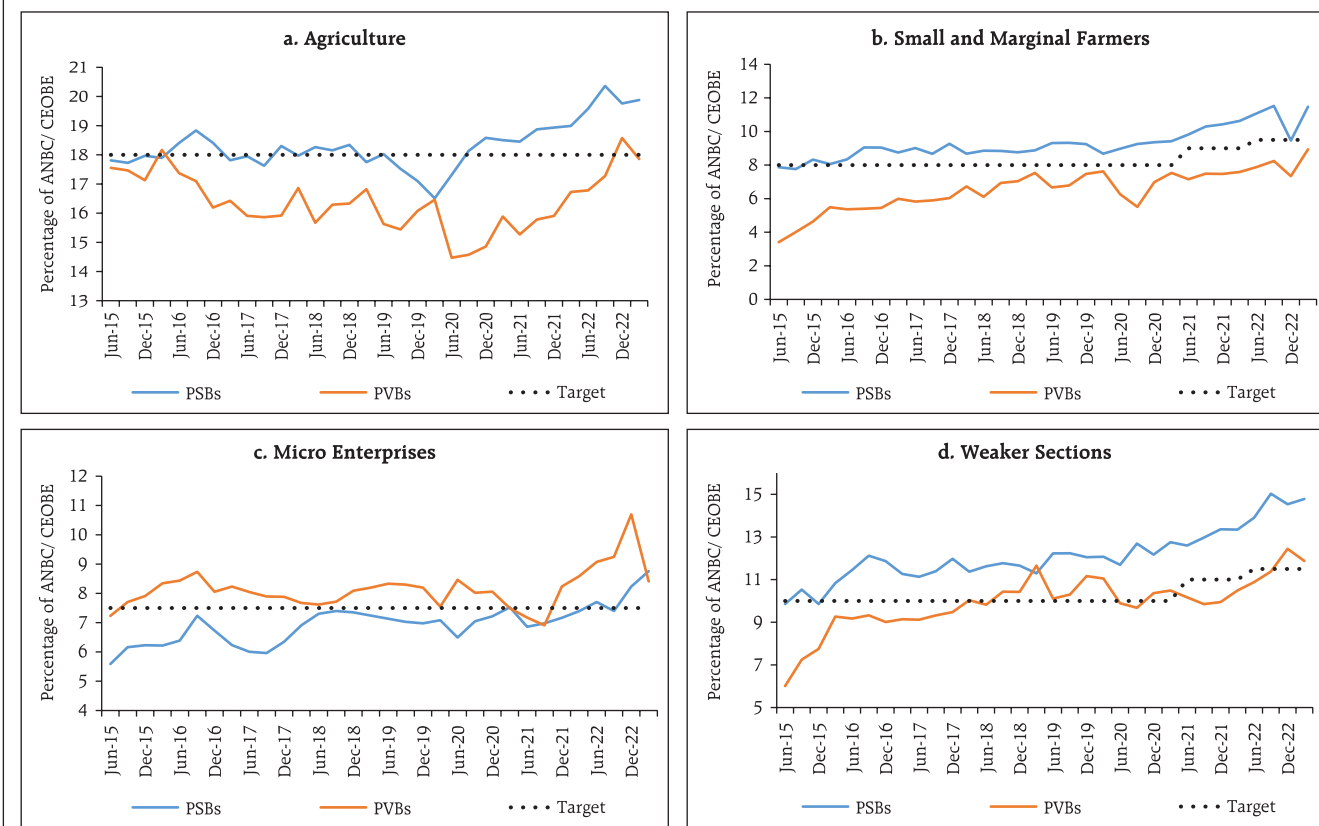 a. Agriculture
Percentage of ANBC/ CEOBE
21
20
19
18
17
16
15
14
13
Jun-15
Dec-15
Jun-16
Dec-16
Jun-17
Dec-17
Jun-18
Dec-18
Jun-19
Dec-19
Jun-20
Dec-20
Jun-21
Dec-21
Jun-22
Dec-22
PSBs PVBs Target
b. Small and Marginal Farmers
Percentage of ANBC/ CEOBE
14
12
10
8
6
4
2
0
Jun-15
Dec-15
Jun-16
Dec-16
Jun-17
Dec-17
Jun-18
Dec-18
Jun-19
Dec-19
Jun-20
Dec-20
Jun-21
Dec-21
Jun-22
Dec-22
PSBs PVBs Target
c. Micro Enterprises
Percentage of ANBC/ CEOBE
12
11
10
9
8
7
6
5
4
Jun-15
Dec-15
Jun-16
Dec-16
Jun-17
Dec-17
Jun-18
Dec-18
Jun-19
Dec-19
Jun-20
Dec-20
Jun-21
Dec-21
Jun-22
Dec-22
PSBs PVBs Target
d. Weaker Sections
Percentage of ANBC/ CEOBE
15
13
11
9
7
5
Jun-15
Dec-15
Jun-16
Dec-16
Jun-17
Dec-17
Jun-18
Dec-18
Jun-19
Dec-19
Jun-20
Dec-20
Jun-21
Dec-21
Jun-22
Dec-22
PSBs PVBs Target